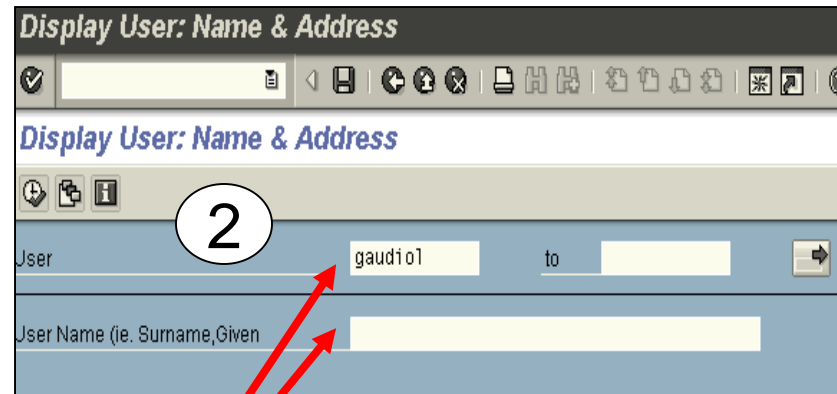 Display User: Name & Address
Display User: Name & Address
2
User gaudiol to
User Name (ie. Surname,Given